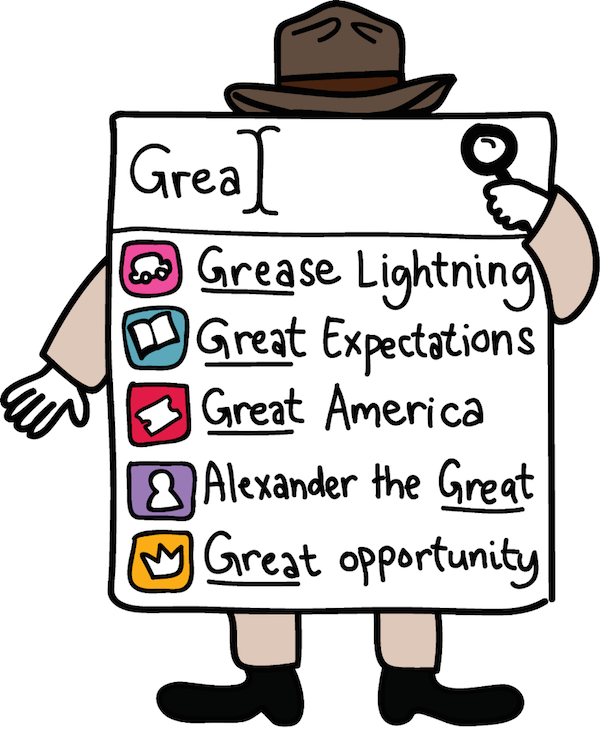 Grea
Grease Lightning
Great Expectations
Great America
Alexander the Great
Great opportunity